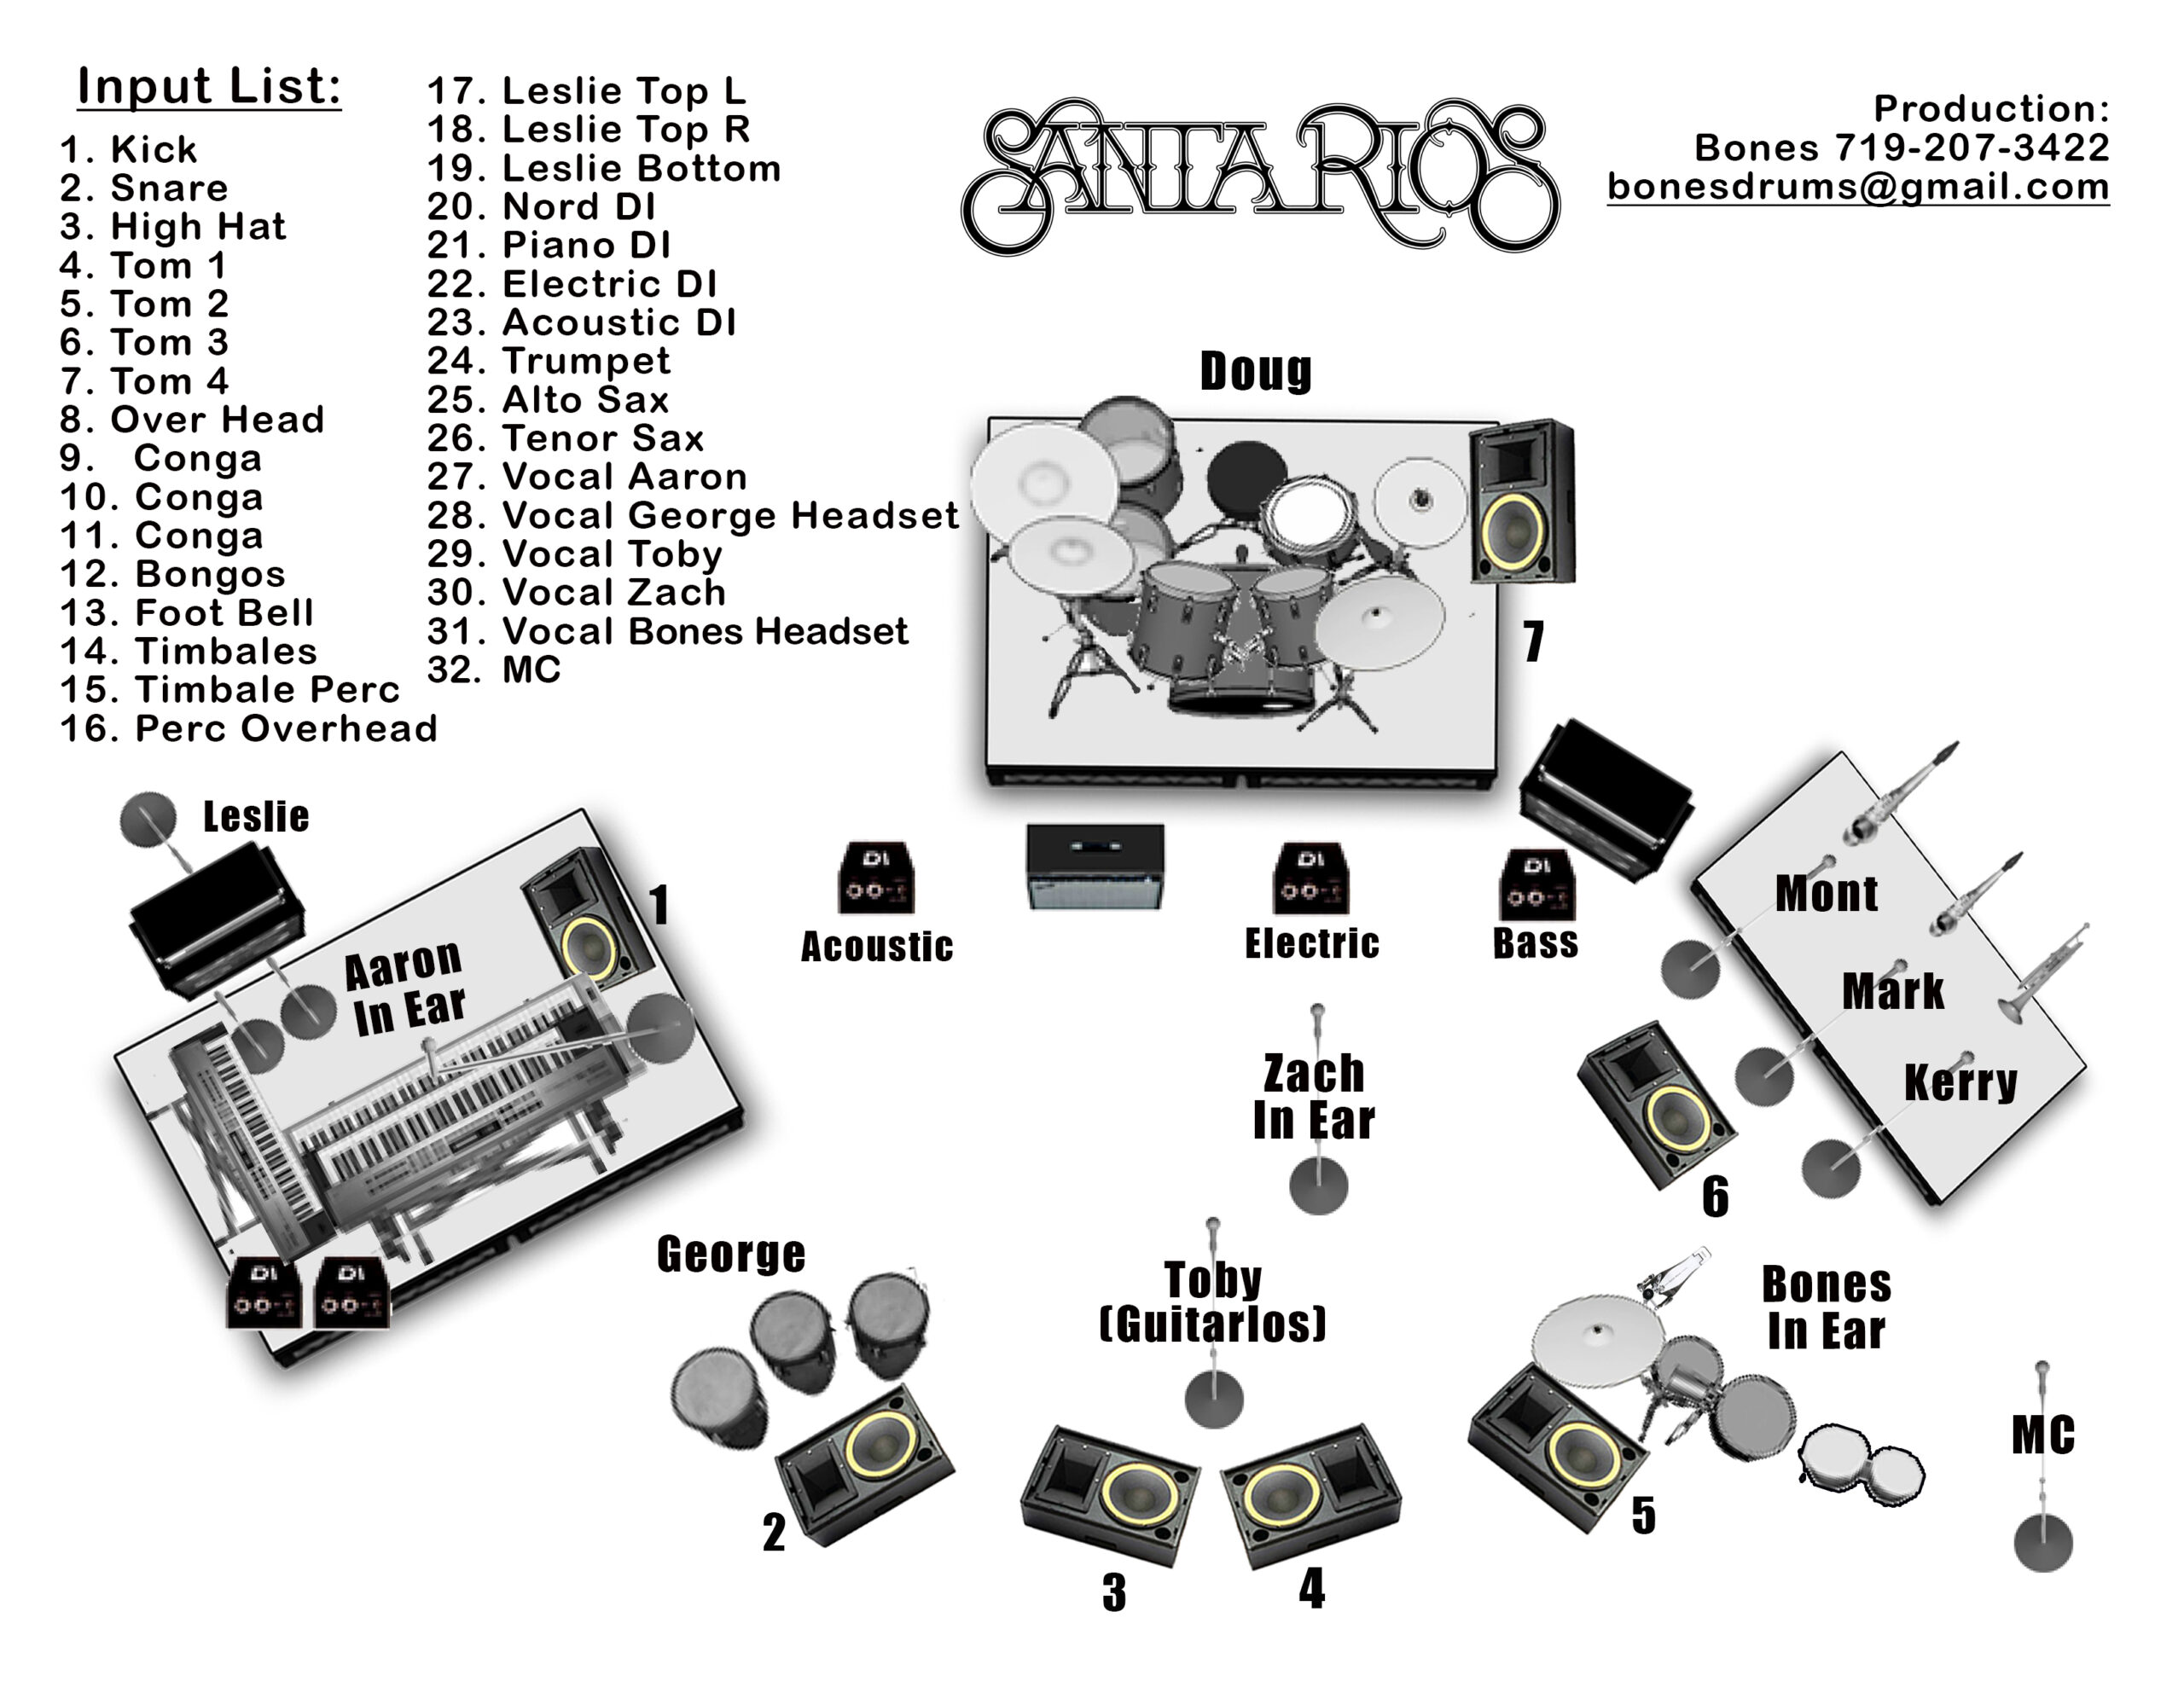 Input List:
1. Kick
2. Snare
3. High Hat
4. Tom 1
5. Tom 2
6. Tom 3
7. Tom 4
8. Over Head
9. Conga
10. Conga
11. Conga
12. Bongos
13. Foot Bell
14. Timbales
15. Timbale Perc
16. Perc Overhead
17. Leslie Top L
18. Leslie Top R
19. Leslie Bottom
20. Nord DI
21. Piano DI
22. Electric DI
23. Acoustic DI
24. Trumpet
25. Alto Sax
26. Tenor Sax
27. Vocal Aaron
28. Vocal George Headset
29. Vocal Toby
30. Vocal Zach
31. Vocal Bones Headset
32. MC
SANTA RIOS
Production:
Bones 719-207-3422
bonesdrums@gmail.com
Doug
7
Leslie
1
Aaron
In Ear
DI
Acoustic
DI
Electric
DI
Bass
Mont
Mark
Kerry
Zach
In Ear
6
DI
DI
George
2
Toby
(Guitarlos)
3
4
Bones
In Ear
5
MC